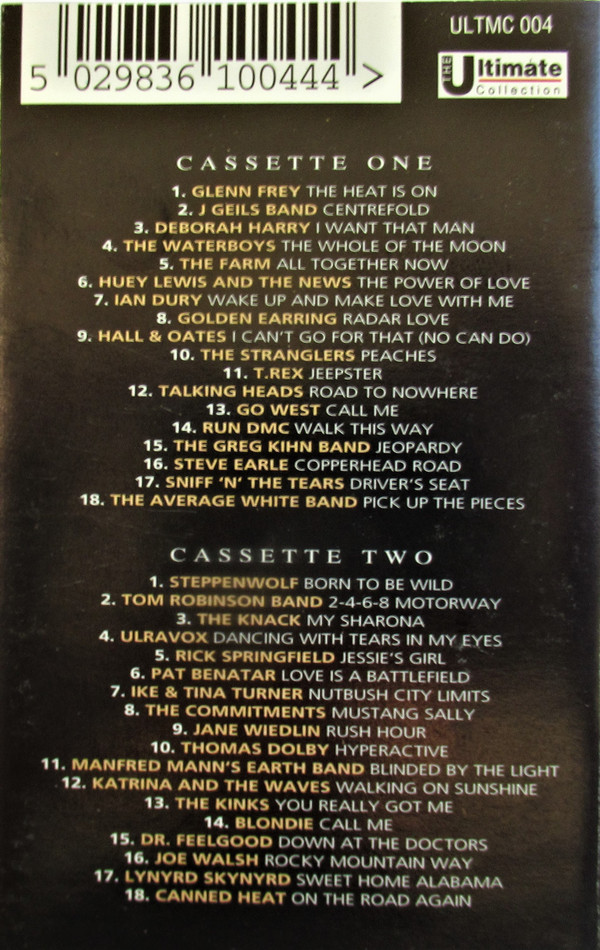 ULTMC 004
5 029836 100444 >
THE Ultimate
Collection
CASSETTE ONE
1. GLENN FREY THE HEAT IS ON
2. J GEILS BAND CENTREFOLD
3. DEBORAH HARRY I WANT THAT MAN
4. THE WATERBOYS THE WHOLE OF THE MOON
5. THE FARM ALL TOGETHER NOW
6. HUEY LEWIS AND THE NEWS THE POWER OF LOVE
7. IAN DURY WAKE UP AND MAKE LOVE WITH ME
8. GOLDEN EARRING RADAR LOVE
9. HALL & OATES I CAN'T GO FOR THAT (NO CAN DO)
10. THE STRANGLERS PEACHES
11. T.REX JEEPSTER
12. TALKING HEADS ROAD TO NOWHERE
13. GO WEST CALL ME
14. RUN DMC WALK THIS WAY
15. THE GREG KIHN BAND JEOPARDY
16. STEVE EARLE COPPERHEAD ROAD
17. SNIFF 'N' THE TEARS DRIVER'S SEAT
18. THE AVERAGE WHITE BAND PICK UP THE PIECES
CASSETTE TWO
1. STEPPENWOLF BORN TO BE WILD
2. TOM ROBINSON BAND 2-4-6-8 MOTORWAY
3. THE KNACK MY SHARONA
4. ULRAVOX DANCING WITH TEARS IN MY EYES
5. RICK SPRINGFIELD JESSIE'S GIRL
6. PAT BENATAR LOVE IS A BATTLEFIELD
7. IKE & TINA TURNER NUTBUSH CITY LIMITS
8. THE COMMITMENTS MUSTANG SALLY
9. JANE WIEDLIN RUSH HOUR
10. THOMAS DOLBY HYPERACTIVE
11. MANFRED MANN'S EARTH BAND BLINDED BY THE LIGHT
12. KATRINA AND THE WAVES WALKING ON SUNSHINE
13. THE KINKS YOU REALLY GOT ME
14. BLONDIE CALL ME
15. DR. FEELGOOD DOWN AT THE DOCTORS
16. JOE WALSH ROCKY MOUNTAIN WAY
17. LYNYRD SKYNYRD SWEET HOME ALABAMA
18. CANNED HEAT ON THE ROAD AGAIN